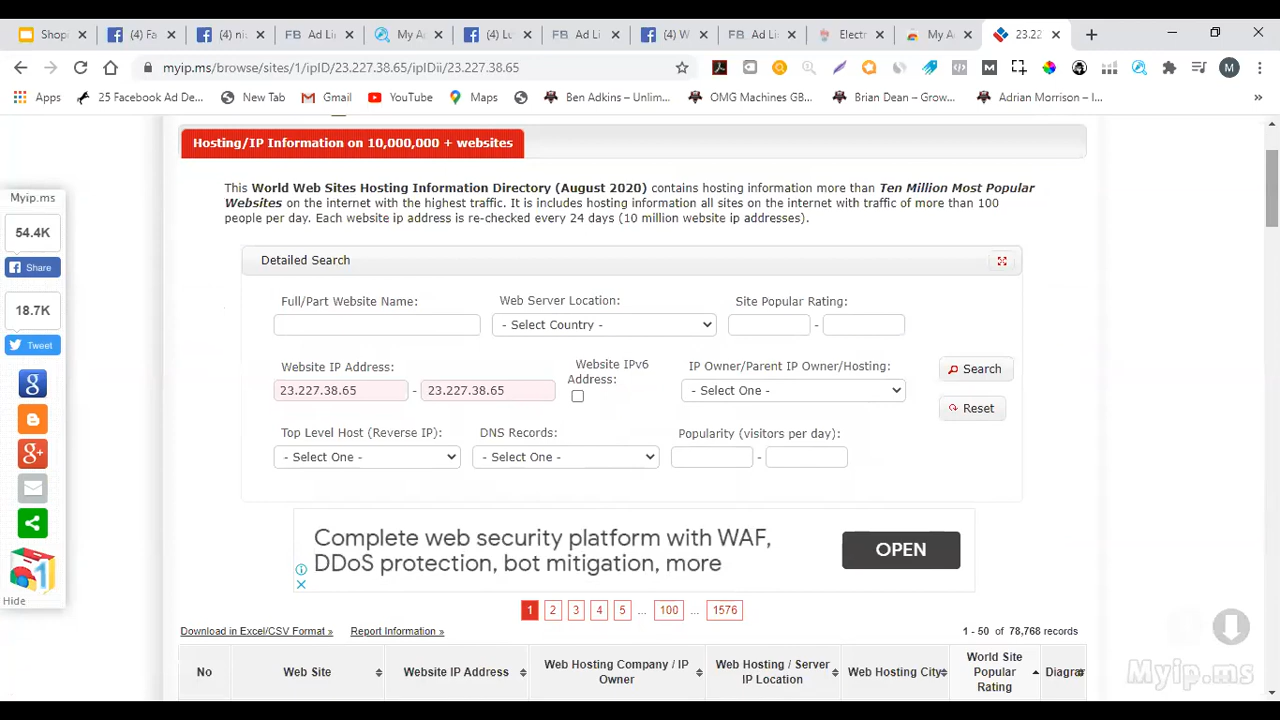 Shop
(4) Fa
(4) ni
Ad Li
My A
(4) Lu
Ad Li
(4) W
Ad Li
Electr
My A
23.22
myip.ms/browse/sites/1/ipID/23.227.38.65/ipIDii/23.227.38.65
M
Apps
25 Facebook Ad De...
New Tab
Gmail
YouTube
Maps
Ben Adkins – Unlim...
OMG Machines GB...
Brian Dean – Grow...
Adrian Morrison – I...
»
Hosting/IP Information on 10,000,000 + websites
This World Web Sites Hosting Information Directory (August 2020) contains hosting information more than Ten Million Most Popular
Websites on the internet with the highest traffic. It is includes hosting information all sites on the internet with traffic of more than 100
people per day. Each website ip address is re-checked every 24 days (10 million website ip addresses).
Myip.ms
54.4K
Share
18.7K
Tweet
Hide
Detailed Search
Full/Part Website Name:
Web Server Location:
- Select Country -
Site Popular Rating:
-
Website IP Address:
23.227.38.65 - 23.227.38.65
Website IPv6
Address:
IP Owner/Parent IP Owner/Hosting:
- Select One -
Search
Reset
Top Level Host (Reverse IP):
- Select One -
DNS Records:
- Select One -
Popularity (visitors per day):
-
Complete web security platform with WAF,
DDoS protection, bot mitigation, more
OPEN
1 2 3 4 5 ... 100 ... 1576
Download in Excel/CSV Format » Report Information » 1 - 50 of 78,768 records
No
Web Site
Website IP Address
Web Hosting Company / IP
Owner
Web Hosting / Server
IP Location
Web Hosting City
World Site
Popular
Rating
Diagra
Myip.ms